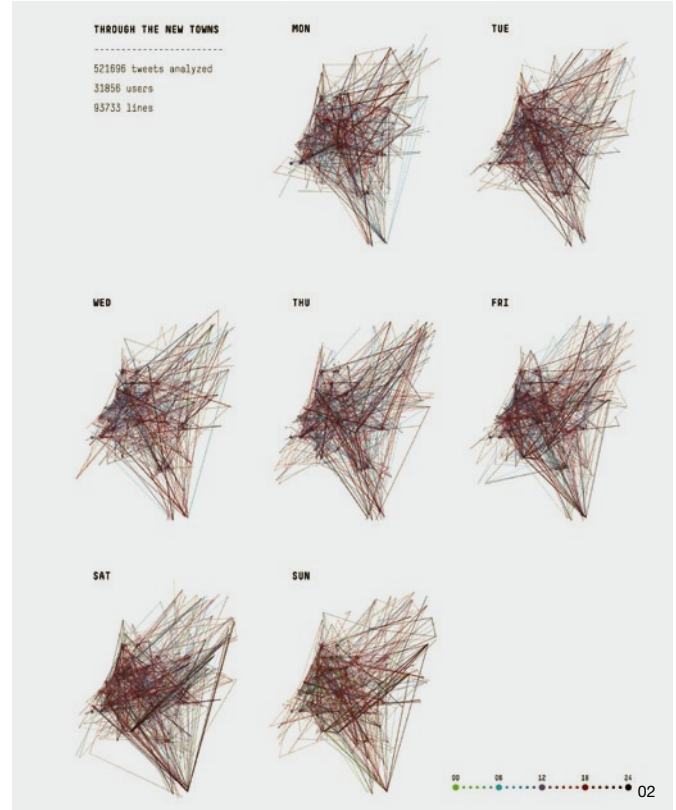 THROUGH THE NEW TOWNS
-----------------------
521696 tweets analyzed
31856 users
93733 lines
MON
TUE
WED
THU
FRI
SAT
SUN
00 06 12 18 24
02